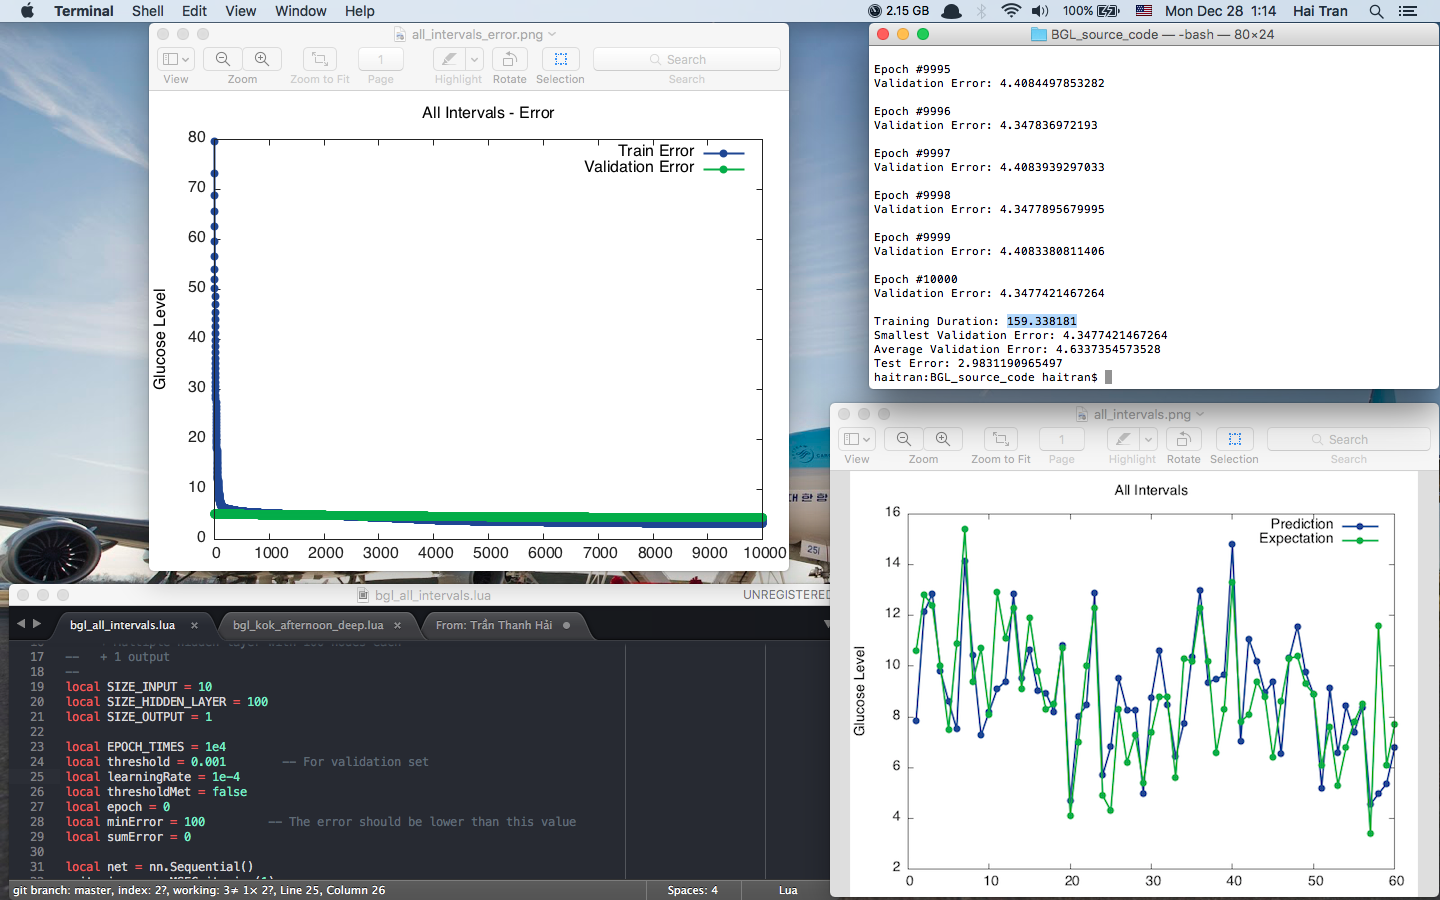 Terminal Shell Edit View Window Help 2.15 GB 100% Mon Dec 28 1:14 Hai Tran
all_intervals_error.png
1
Search
View Zoom Zoom to Fit Page Highlight Rotate Selection Search
All Intervals - Error
Train Error
Validation Error
Glucose Level
80
70
60
50
40
30
20
10
0
0 1000 2000 3000 4000 5000 6000 7000 8000 9000 10000
BGL_source_code — -bash — 80×24
Epoch #9995
Validation Error: 4.4084497853282
Epoch #9996
Validation Error: 4.347836972193
Epoch #9997
Validation Error: 4.4083939297033
Epoch #9998
Validation Error: 4.3477895679995
Epoch #9999
Validation Error: 4.4083380811406
Epoch #10000
Validation Error: 4.3477421467264
Training Duration: 159.338181
Smallest Validation Error: 4.3477421467264
Average Validation Error: 4.6337354573528
Test Error: 2.9831190965497
haitran:BGL_source_code haitran$
대한항
251
bgl_all_intervals.lua
UNREGISTERED
bgl_all_intervals.lua × bgl_kok_afternoon_deep.lua × From: Trần Thanh Hải
17 -- + 1 output
18 --
19 local SIZE_INPUT = 10
20 local SIZE_HIDDEN_LAYER = 100
21 local SIZE_OUTPUT = 1
22
23 local EPOCH_TIMES = 1e4
24 local threshold = 0.001 -- For validation set
25 local learningRate = 1e-4
26 local thresholdMet = false
27 local epoch = 0
28 local minError = 100 -- The error should be lower than this value
29 local sumError = 0
30
31 local net = nn.Sequential()
git branch: master, index: 2?, working: 3≠ 1× 2?, Line 25, Column 26 Spaces: 4 Lua
all_intervals.png
1
Search
View Zoom Zoom to Fit Page Highlight Rotate Selection Search
All Intervals
Prediction
Expectation
Glucose Level
16
14
12
10
8
6
4
2
0 10 20 30 40 50 60